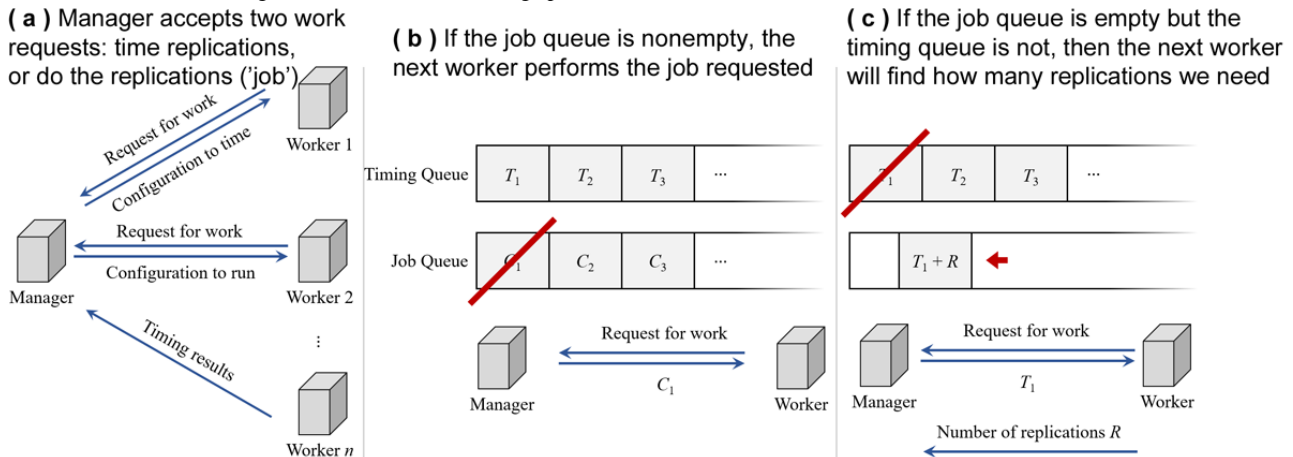 ( a ) Manager accepts two work
requests: time replications,
or do the replications ('job')
Request for work
Configuration to time
Worker 1
Request for work
Configuration to run
Manager
Worker 2
Timing results
⋮
Worker n
( b ) If the job queue is nonempty, the
next worker performs the job requested
Timing Queue T1 T2 T3 ...
Job Queue C1 C2 C3 ...
Request for work
C1
Manager
Worker
( c ) If the job queue is empty but the
timing queue is not, then the next worker
will find how many replications we need
T1 T2 T3 ...
T1 + R
Request for work
T1
Manager
Worker
Number of replications R